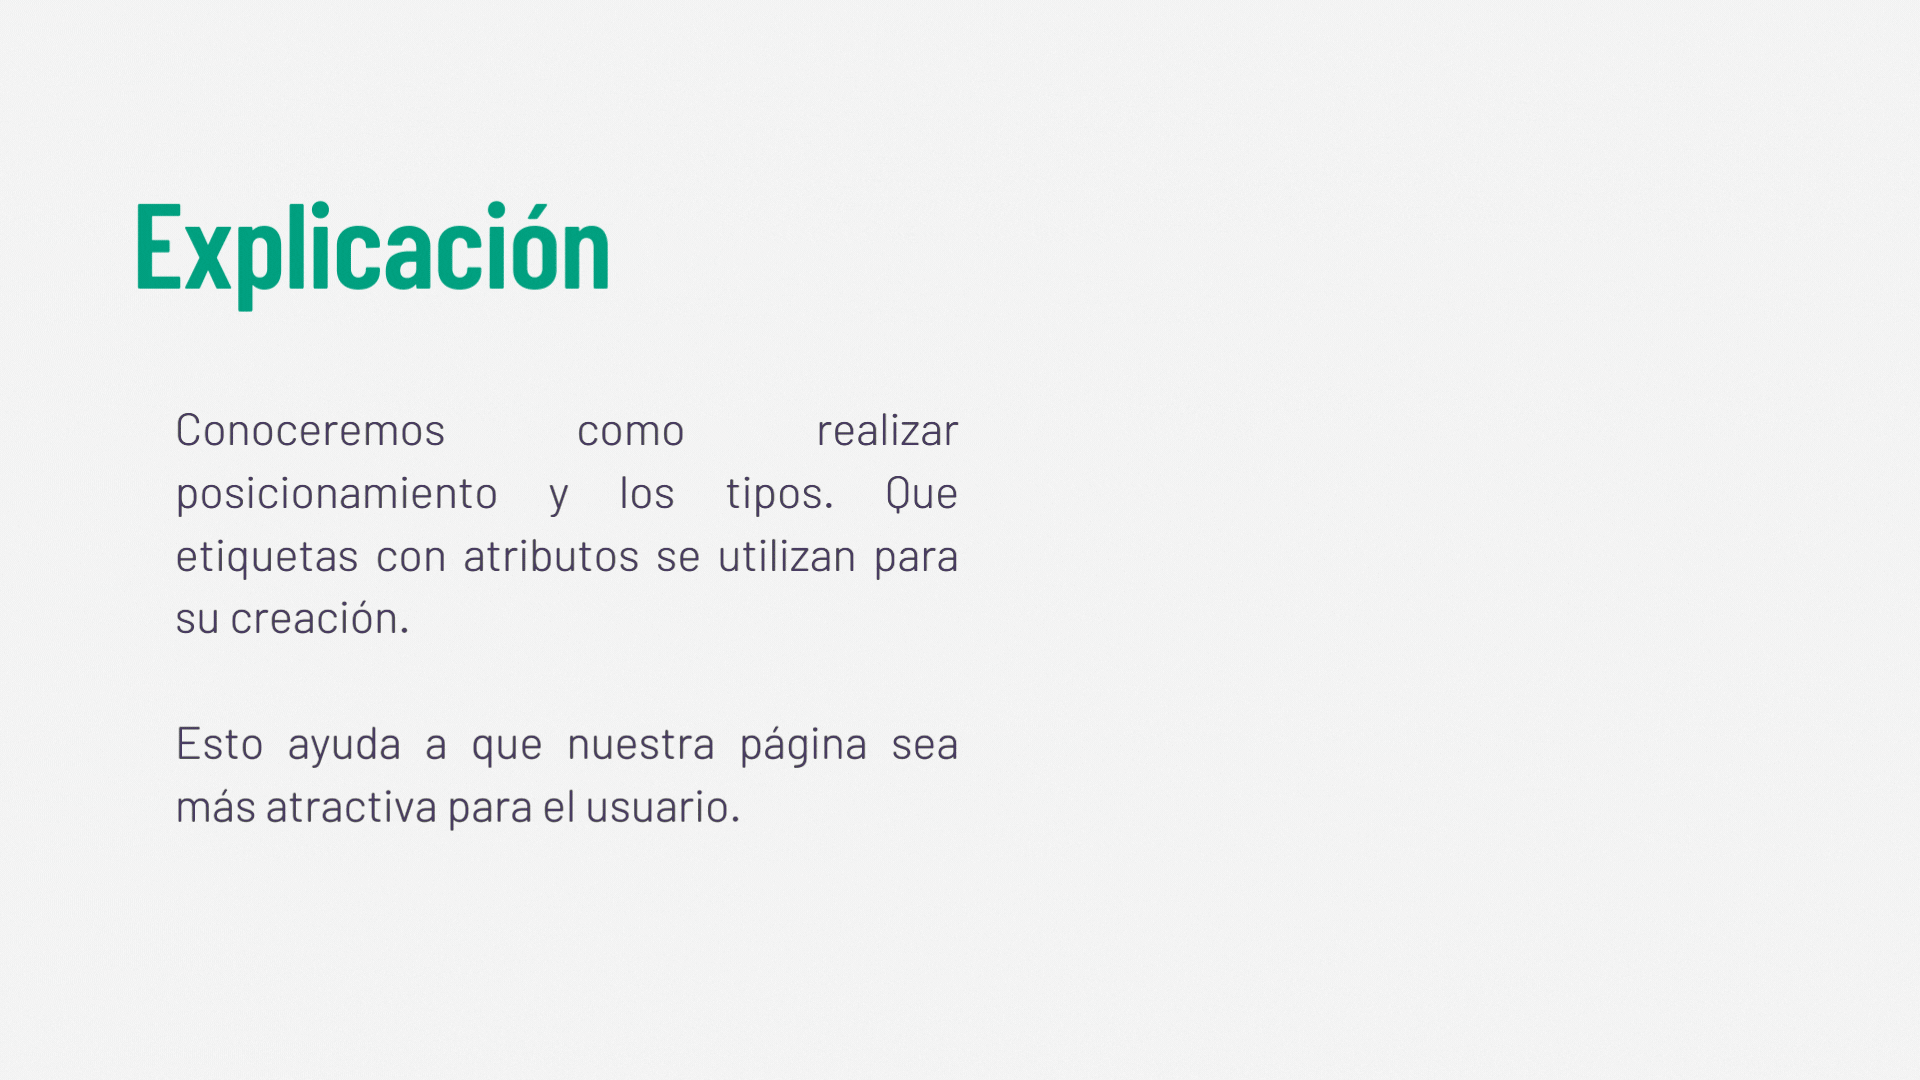 Explicación
Conoceremos como realizar
posicionamiento y los tipos. Que
etiquetas con atributos se utilizan para
su creación.
Esto ayuda a que nuestra página sea
más atractiva para el usuario.